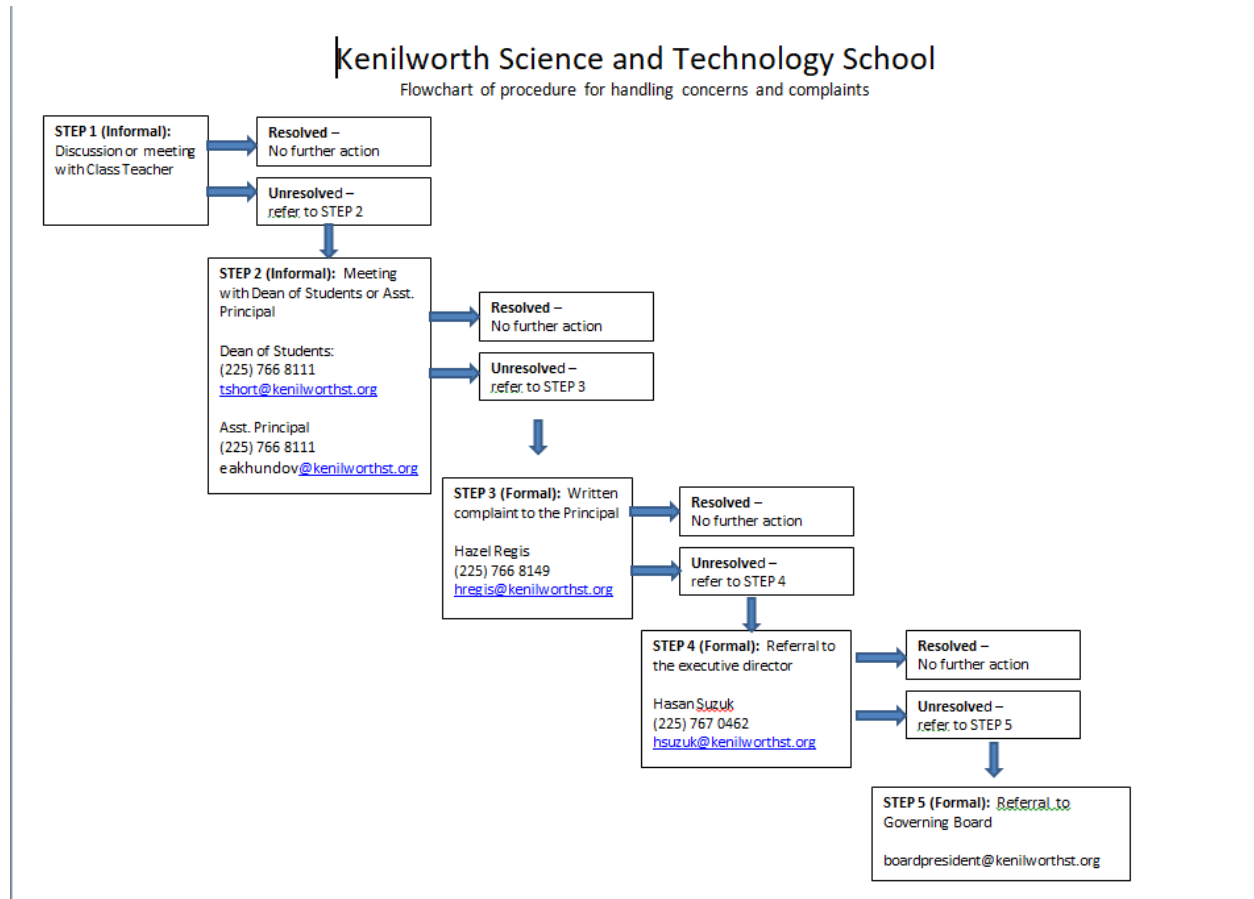 Kenilworth Science and Technology School
Flowchart of procedure for handling concerns and complaints
STEP 1 (Informal):
Discussion or meeting
with Class Teacher
Resolved –
No further action
Unresolved –
refer to STEP 2
STEP 2 (Informal): Meeting
with Dean of Students or Asst.
Principal
Dean of Students:
(225) 766 8111
tshort@kenilworthst.org
Asst. Principal
(225) 766 8111
eakhundov@kenilworthst.org
Resolved –
No further action
Unresolved –
refer to STEP 3
STEP 3 (Formal): Written
complaint to the Principal
Hazel Regis
(225) 766 8149
hregis@kenilworthst.org
Resolved –
No further action
Unresolved –
refer to STEP 4
STEP 4 (Formal): Referral to
the executive director
Hasan Suzuk
(225) 767 0462
hsuzuk@kenilworthst.org
Resolved –
No further action
Unresolved –
refer to STEP 5
STEP 5 (Formal): Referral to
Governing Board
boardpresident@kenilworthst.org